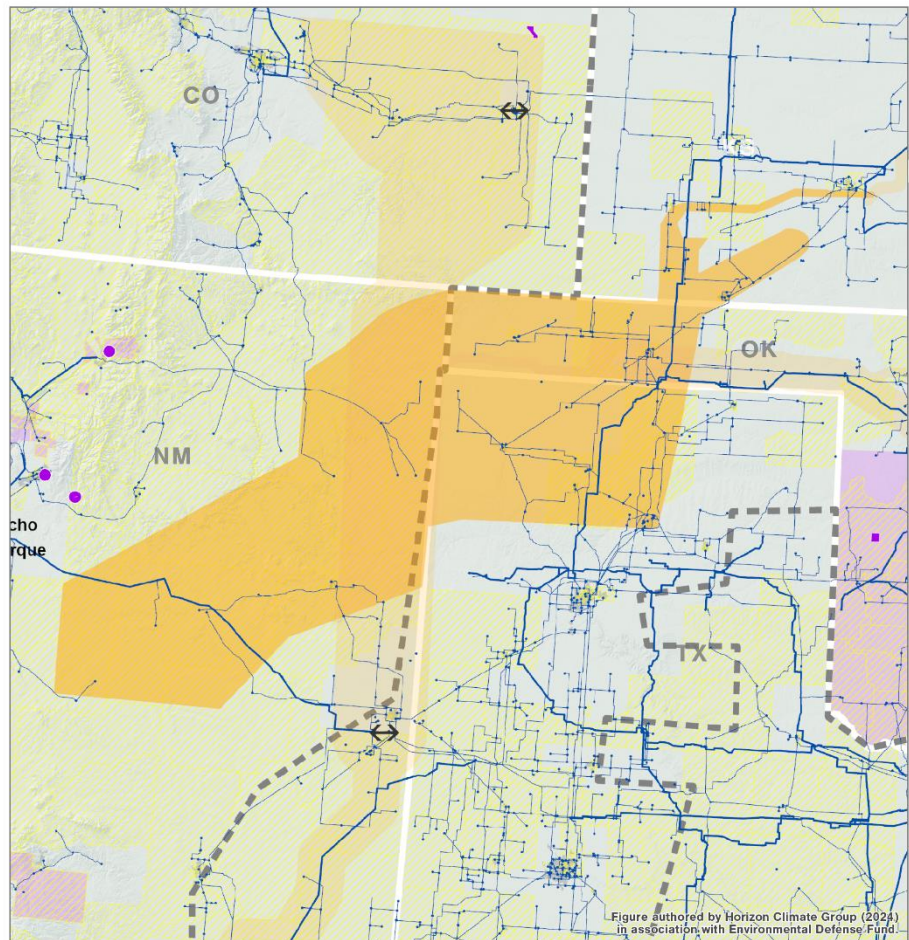 CO
KS
OK
NM
cho
rque
TX
Figure authored by Horizon Climate Group (2024)
in association with Environmental Defense Fund.